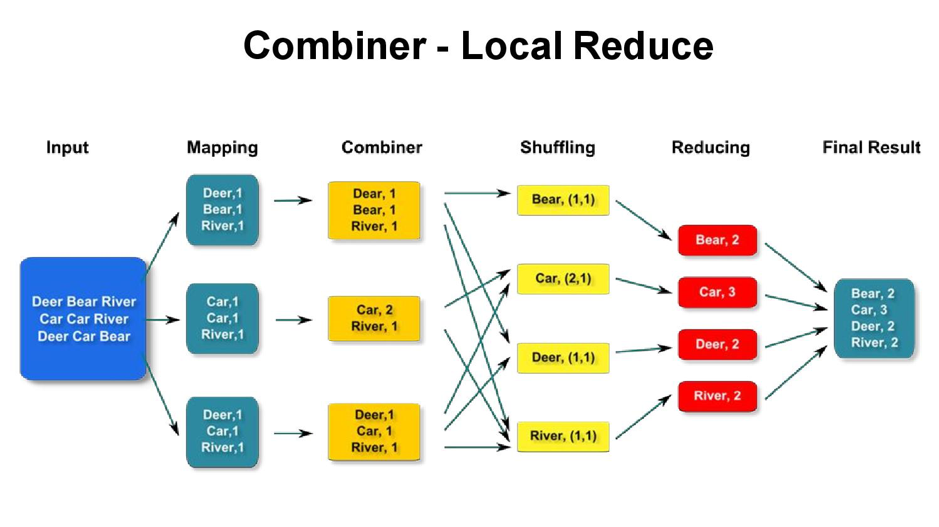 Combiner - Local Reduce
Input
Mapping
Combiner
Shuffling
Reducing
Final Result
Deer Bear River
Car Car River
Deer Car Bear
Deer,1
Bear,1
River,1
Car,1
Car,1
River,1
Deer,1
Car,1
River,1
Dear, 1
Bear, 1
River, 1
Car, 2
River, 1
Deer,1
Car, 1
River, 1
Bear, (1,1)
Car, (2,1)
Deer, (1,1)
River, (1,1)
Bear, 2
Car, 3
Deer, 2
River, 2
Bear, 2
Car, 3
Deer, 2
River, 2